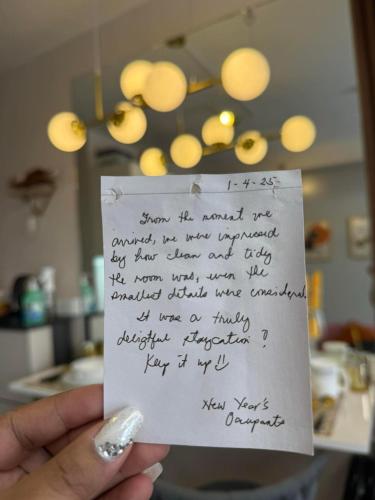 1-4-25
From the moment we
arrived, we were impressed
by how clean and tidy
the room was, even the
smallest details were considered.
It was a truly
delightful staycation!
Keep it up!!
New Year's
Occupants